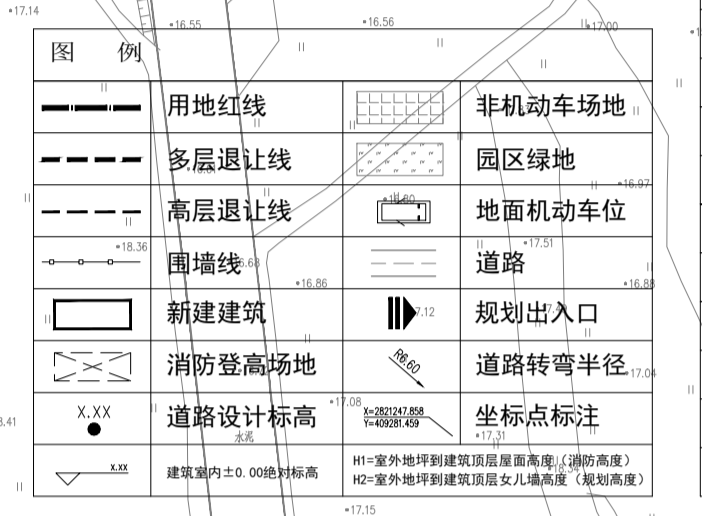 17.14
16.55
16.56
17.00
图 例
用地红线
非机动车场地
多层退让线
园区绿地
16.97
高层退让线
地面机动车位
18.36
17.51
围墙线
道路
16.86
16.88
新建建筑
规划出入口
7.12
消防登高场地
R6.60
道路转弯半径
17.04
17.08
X.XX
道路设计标高
X=2821247.858
Y=409281.459
坐标点标注
水泥
17.31
x.xx
建筑室内±0.00绝对标高
H1=室外地坪到建筑顶层屋面高度(消防高度)
H2=室外地坪到建筑顶层女儿墙高度(规划高度)
18.34
17.15